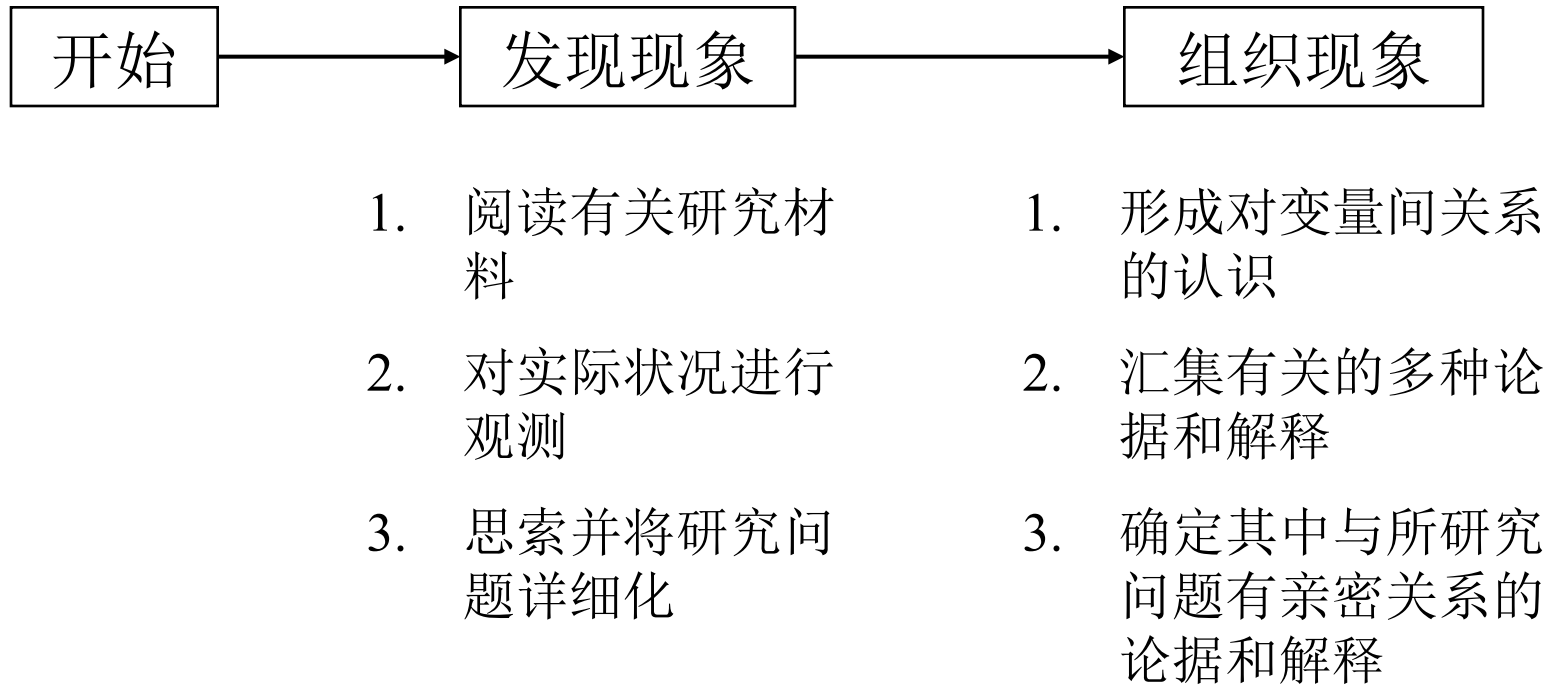 开始
发现现象
组织现象
1. 阅读有关研究材
料
2. 对实际状况进行
观测
3. 思索并将研究问
题详细化
1. 形成对变量间关系
的认识
2. 汇集有关的多种论
据和解释
3. 确定其中与所研究
问题有亲密关系的
论据和解释